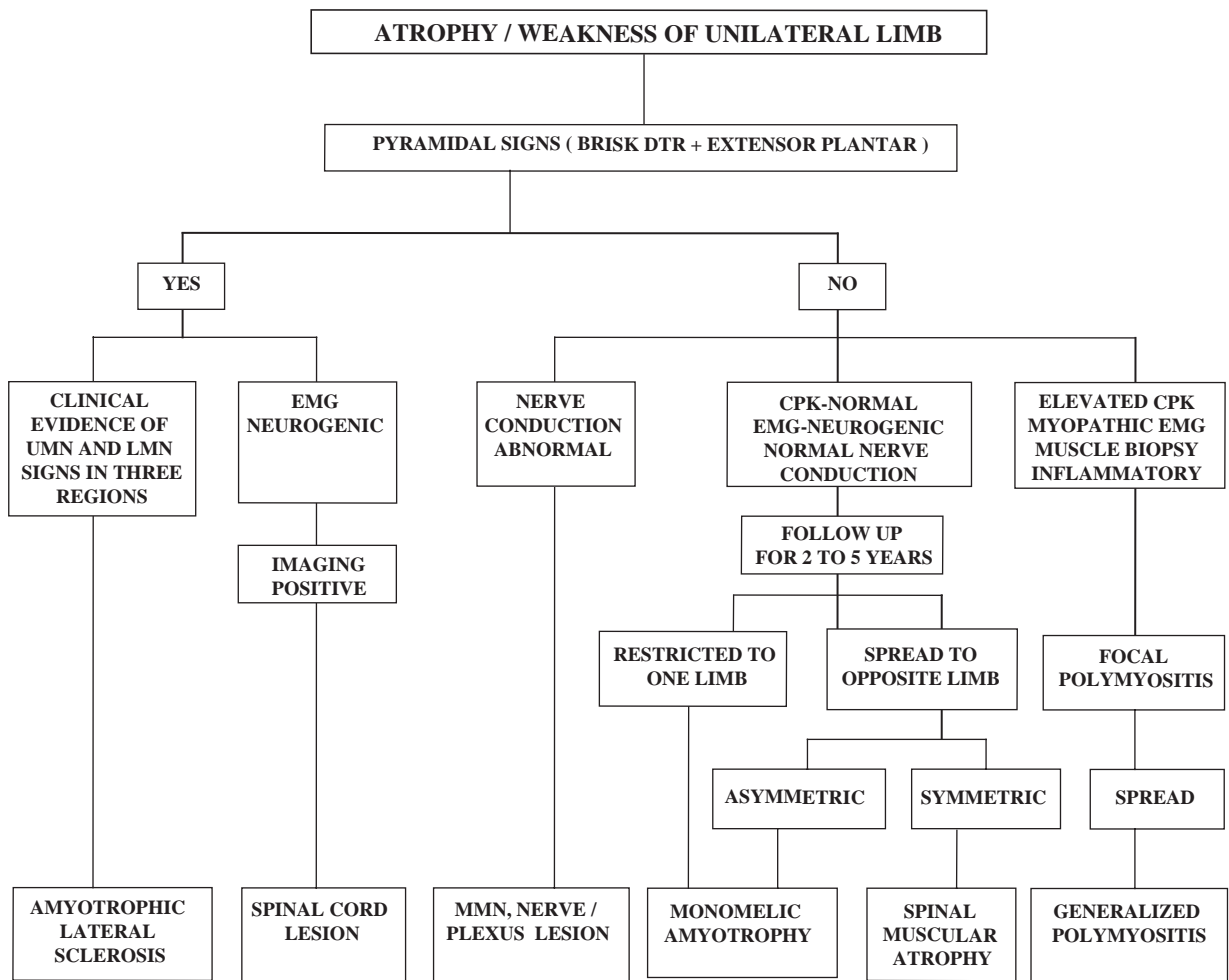 ATROPHY / WEAKNESS OF UNILATERAL LIMB
PYRAMIDAL SIGNS ( BRISK DTR + EXTENSOR PLANTAR )
YES
NO
CLINICAL
EVIDENCE OF
UMN AND LMN
SIGNS IN THREE
REGIONS
EMG
NEUROGENIC
NERVE
CONDUCTION
ABNORMAL
CPK-NORMAL
EMG-NEUROGENIC
NORMAL NERVE
CONDUCTION
ELEVATED CPK
MYOPATHIC EMG
MUSCLE BIOPSY
INFLAMMATORY
IMAGING
POSITIVE
FOLLOW UP
FOR 2 TO 5 YEARS
RESTRICTED TO
ONE LIMB
SPREAD TO
OPPOSITE LIMB
FOCAL
POLYMYOSITIS
ASYMMETRIC
SYMMETRIC
SPREAD
AMYOTROPHIC
LATERAL
SCLEROSIS
SPINAL CORD
LESION
MMN, NERVE /
PLEXUS LESION
MONOMELIC
AMYOTROPHY
SPINAL
MUSCULAR
ATROPHY
GENERALIZED
POLYMYOSITIS